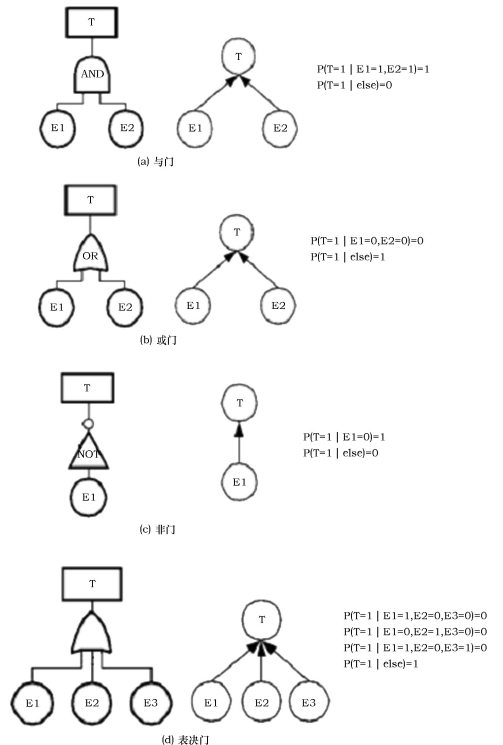 T
AND
E1 E2
T
E1 E2
P(T=1 | E1=1,E2=1)=1
P(T=1 | else)=0
(a) 与门
T
OR
E1 E2
T
E1 E2
P(T=1 | E1=0,E2=0)=0
P(T=1 | else)=1
(b) 或门
T
NOT
E1
T
E1
P(T=1 | E1=0)=1
P(T=1 | else)=0
(c) 非门
T
E1 E2 E3
T
E1 E2 E3
P(T=1 | E1=1,E2=0,E3=0)=0
P(T=1 | E1=0,E2=1,E3=0)=0
P(T=1 | E1=1,E2=0,E3=1)=0
P(T=1 | else)=1
(d) 表决门